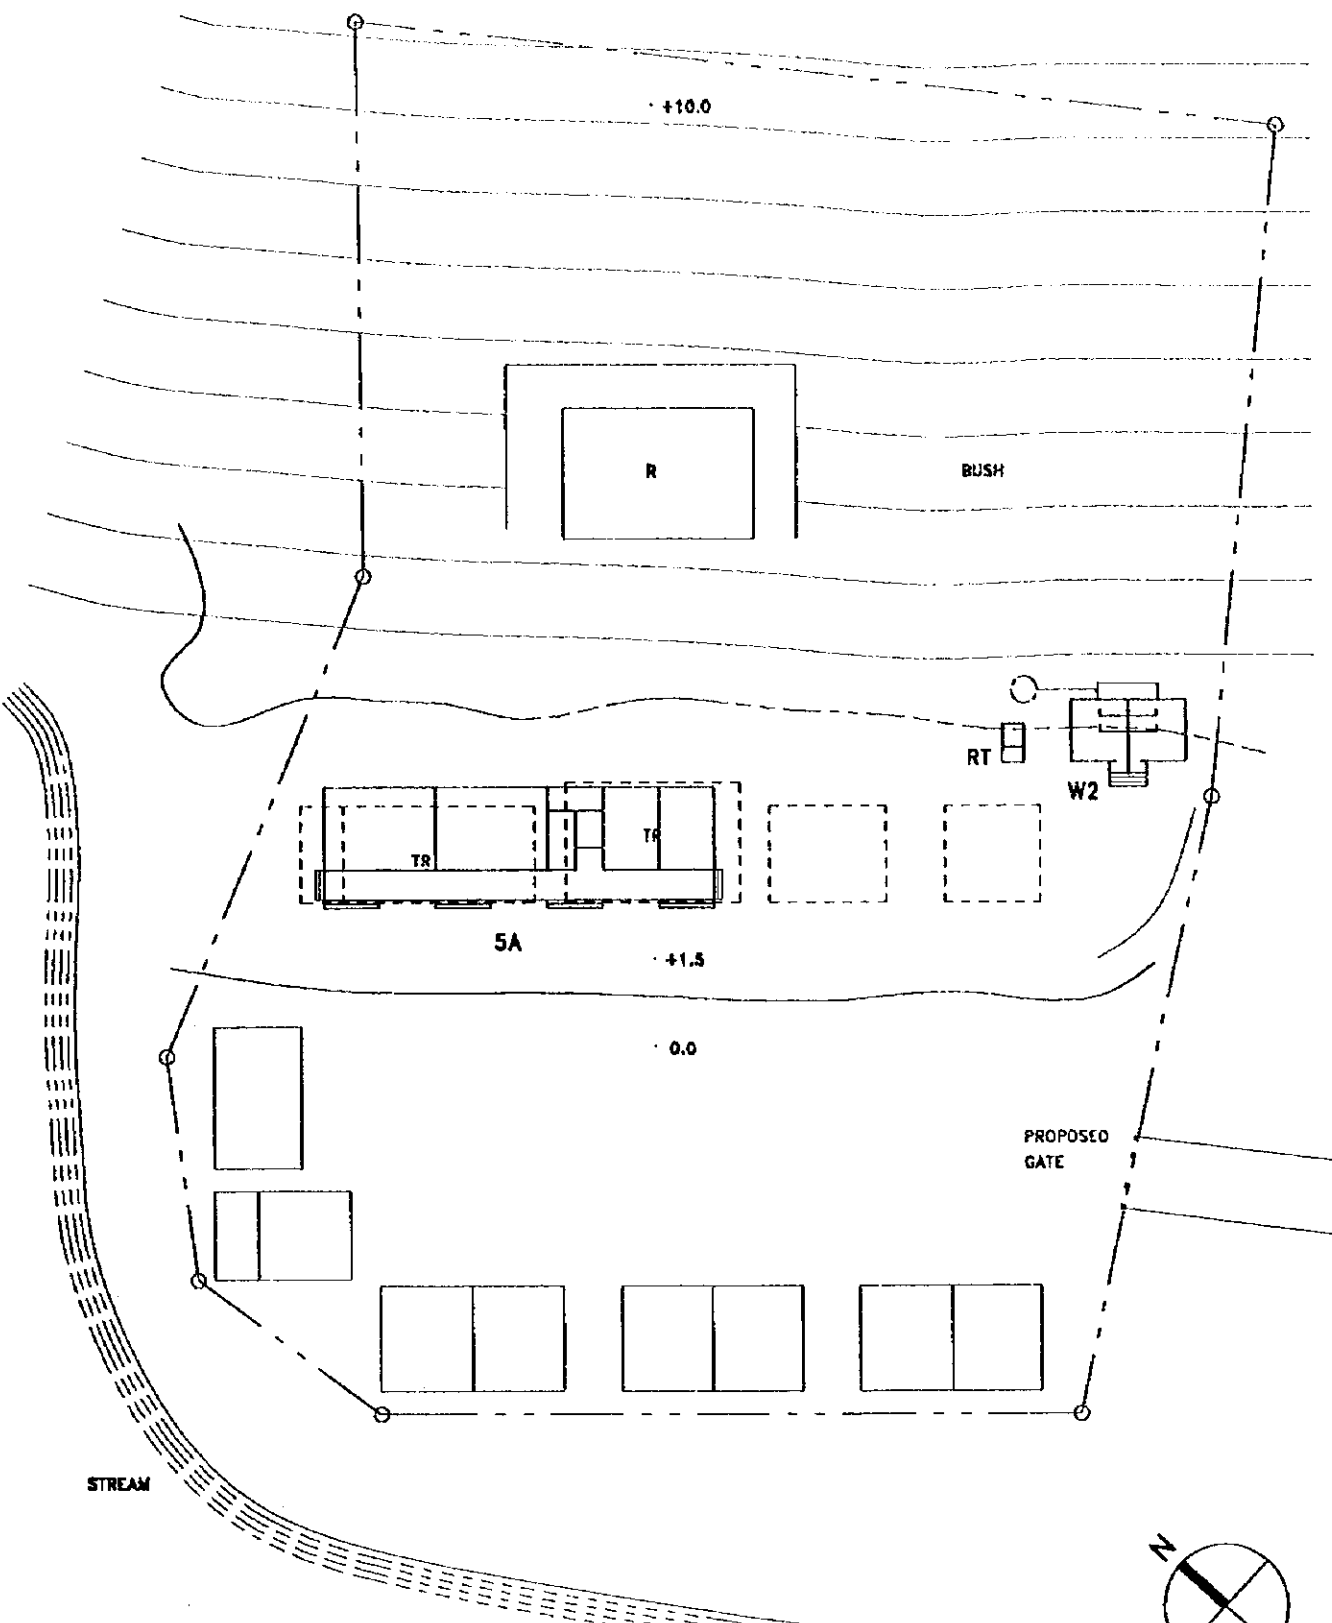 +10.0
R
BUSH
RT
W2
TR
TR
5A
+1.5
0.0
PROPOSED
GATE
STREAM
N